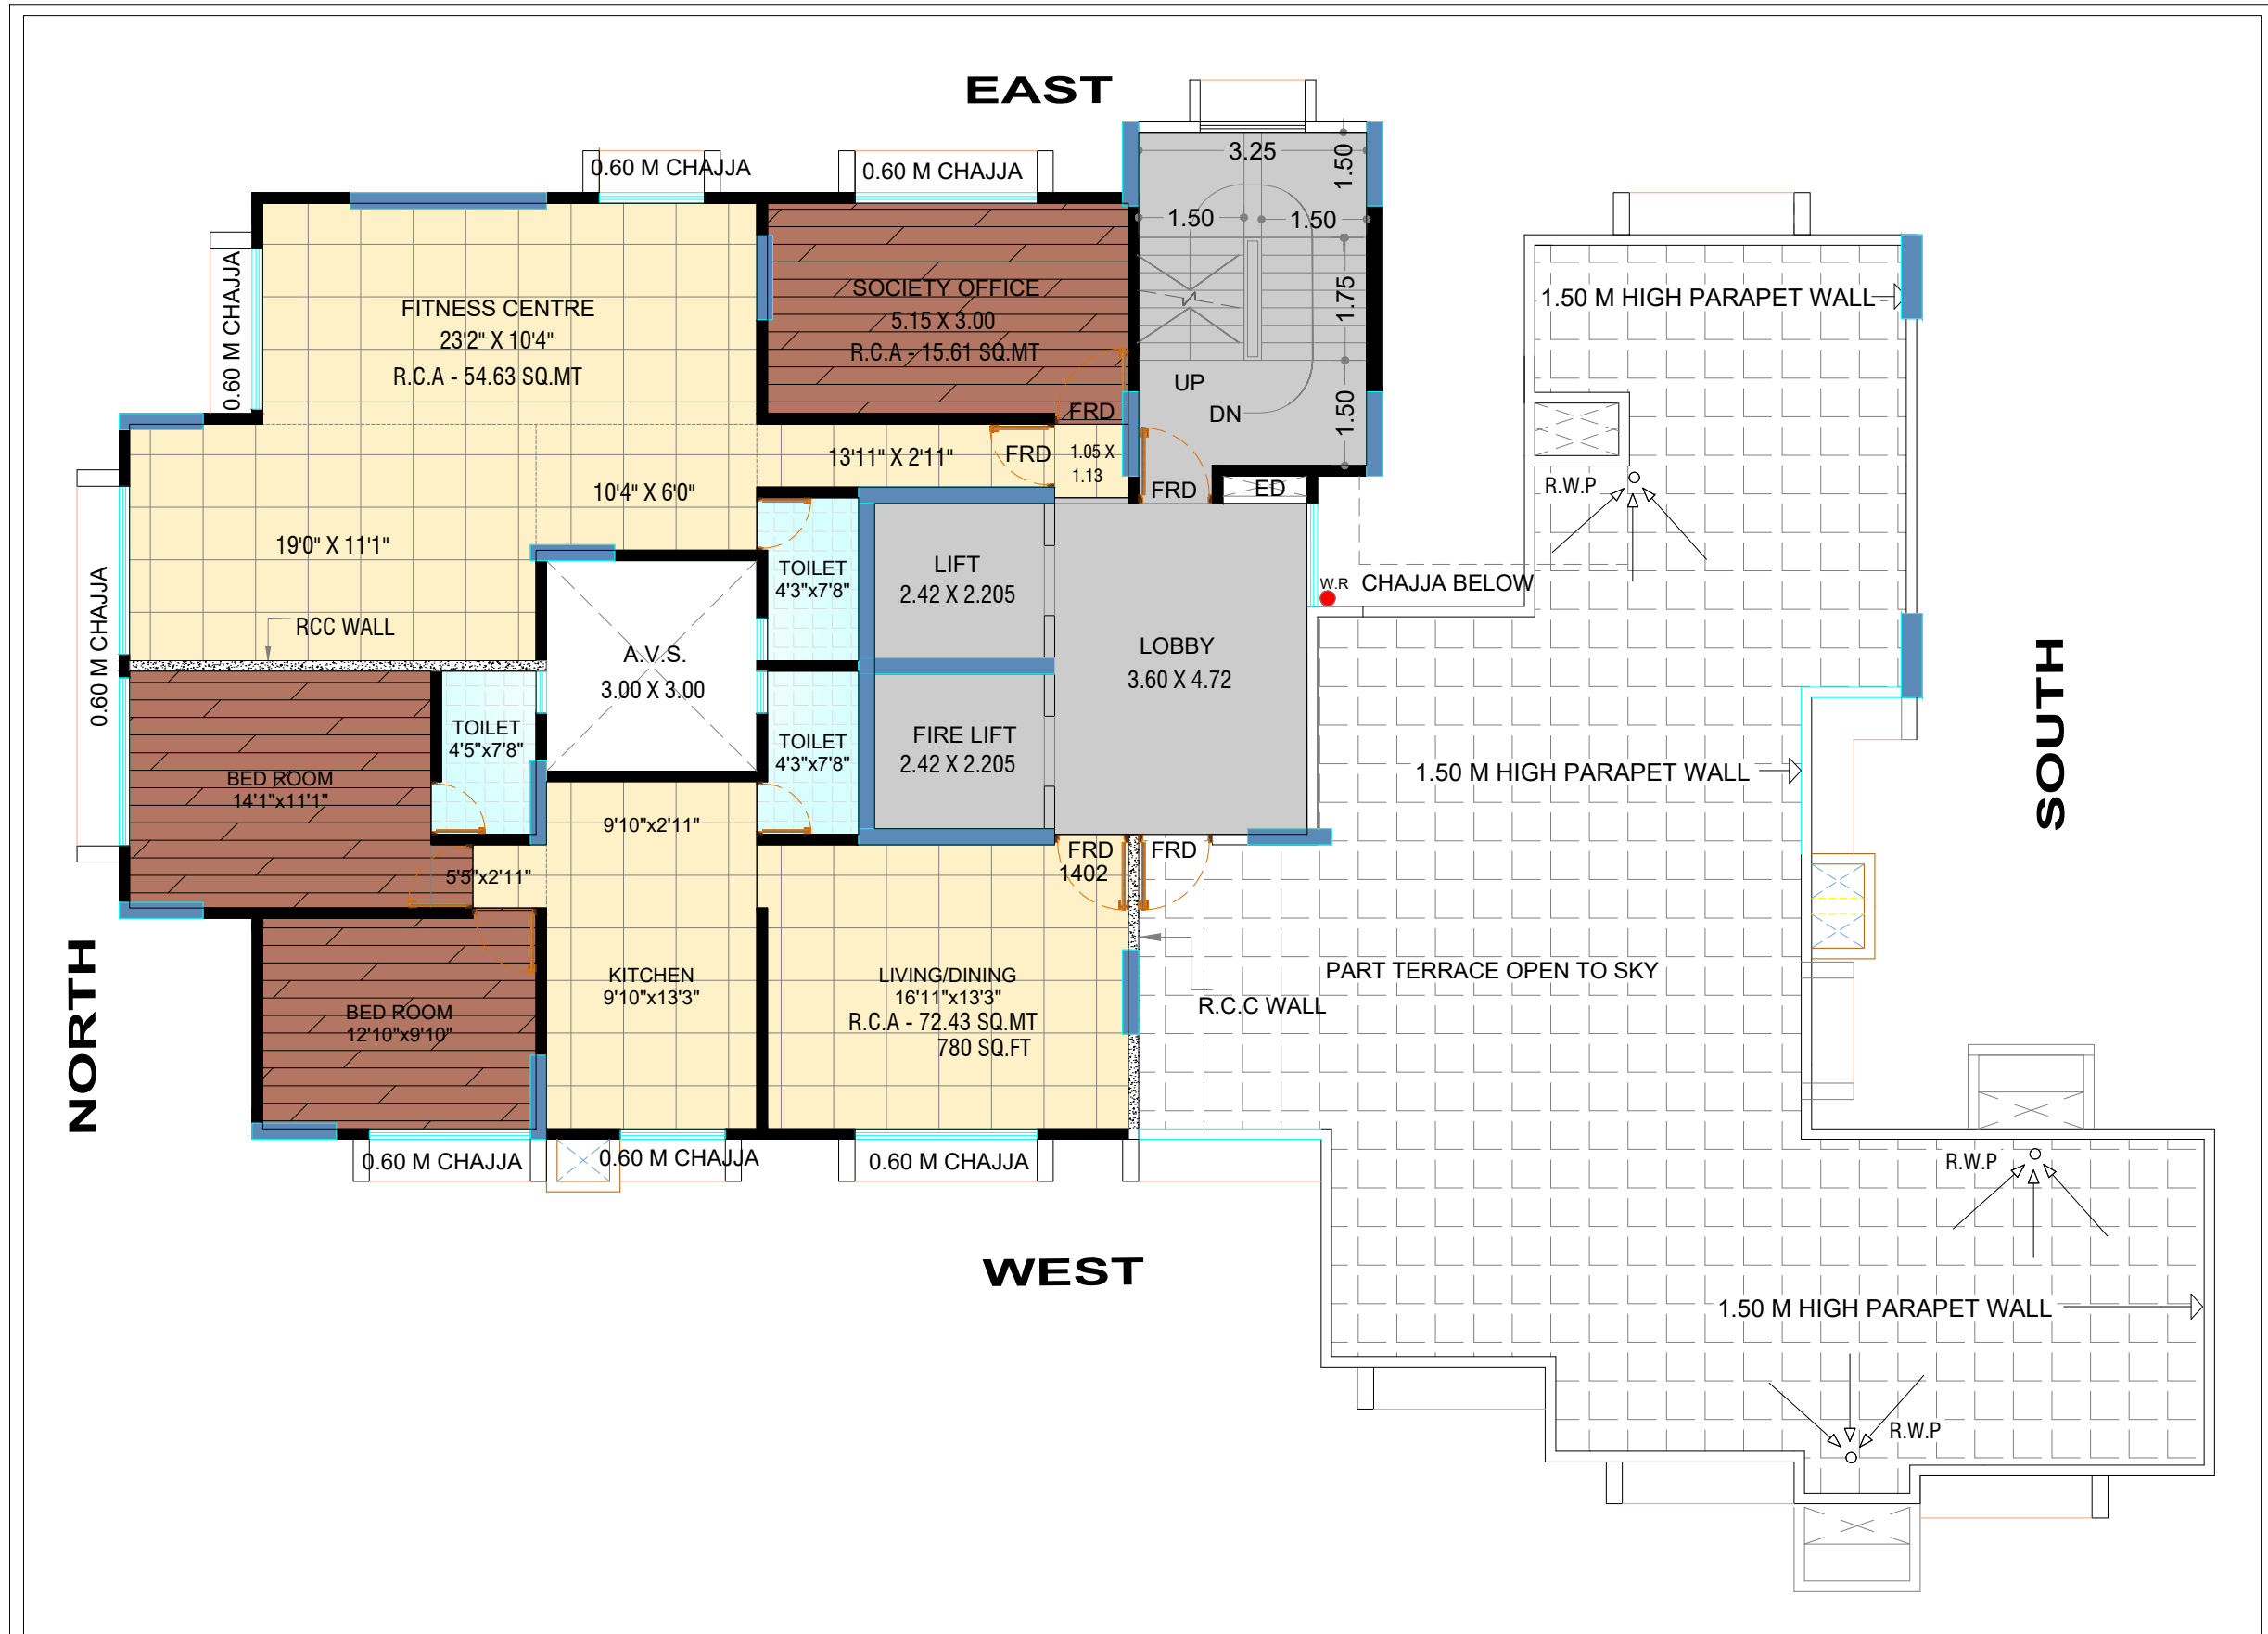 EAST
0.60 M CHAJJA
0.60 M CHAJJA
3.25
1.50
1.50
1.50
1.75
1.50
UP
DN
0.60 M CHAJJA
FITNESS CENTRE
23'2" X 10'4"
R.C.A - 54.63 SQ.MT
SOCIETY OFFICE
5.15 X 3.00
R.C.A - 15.61 SQ.MT
FRD
1.50 M HIGH PARAPET WALL
13'11" X 2'11"
FRD
1.05 X
1.13
FRD
ED
R.W.P
10'4" X 6'0"
19'0" X 11'1"
0.60 M CHAJJA
RCC WALL
TOILET
4'3"x7'8"
LIFT
2.42 X 2.205
W.R
CHAJJA BELOW
A.V.S.
3.00 X 3.00
LOBBY
3.60 X 4.72
SOUTH
TOILET
4'5"x7'8"
TOILET
4'3"x7'8"
FIRE LIFT
2.42 X 2.205
1.50 M HIGH PARAPET WALL
BED ROOM
14'1"x11'1"
9'10"x2'11"
5'5"x2'11"
FRD
1402
FRD
NORTH
BED ROOM
12'10"x9'10"
KITCHEN
9'10"x13'3"
LIVING/DINING
16'11"x13'3"
R.C.A - 72.43 SQ.MT
780 SQ.FT
PART TERRACE OPEN TO SKY
R.C.C WALL
0.60 M CHAJJA
0.60 M CHAJJA
0.60 M CHAJJA
R.W.P
WEST
1.50 M HIGH PARAPET WALL
R.W.P